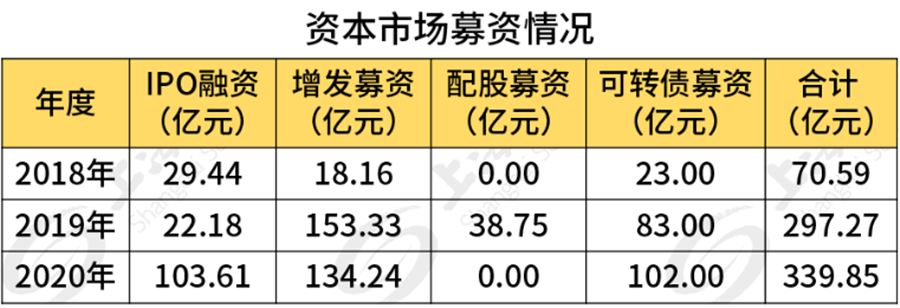 资本市场募资情况
年度 IPO融资（亿元） 增发募资（亿元） 配股募资（亿元） 可转债募资（亿元） 合计（亿元）
2018年 29.44 18.16 0.00 23.00 70.59
2019年 22.18 153.33 38.75 83.00 297.27
2020年 103.61 134.24 0.00 102.00 339.85